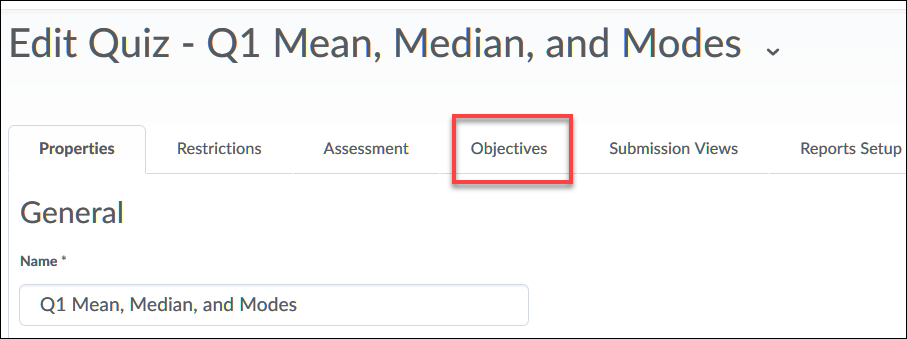 Edit Quiz - Q1 Mean, Median, and Modes
Properties Restrictions Assessment Objectives Submission Views Reports Setup
General
Name *
Q1 Mean, Median, and Modes